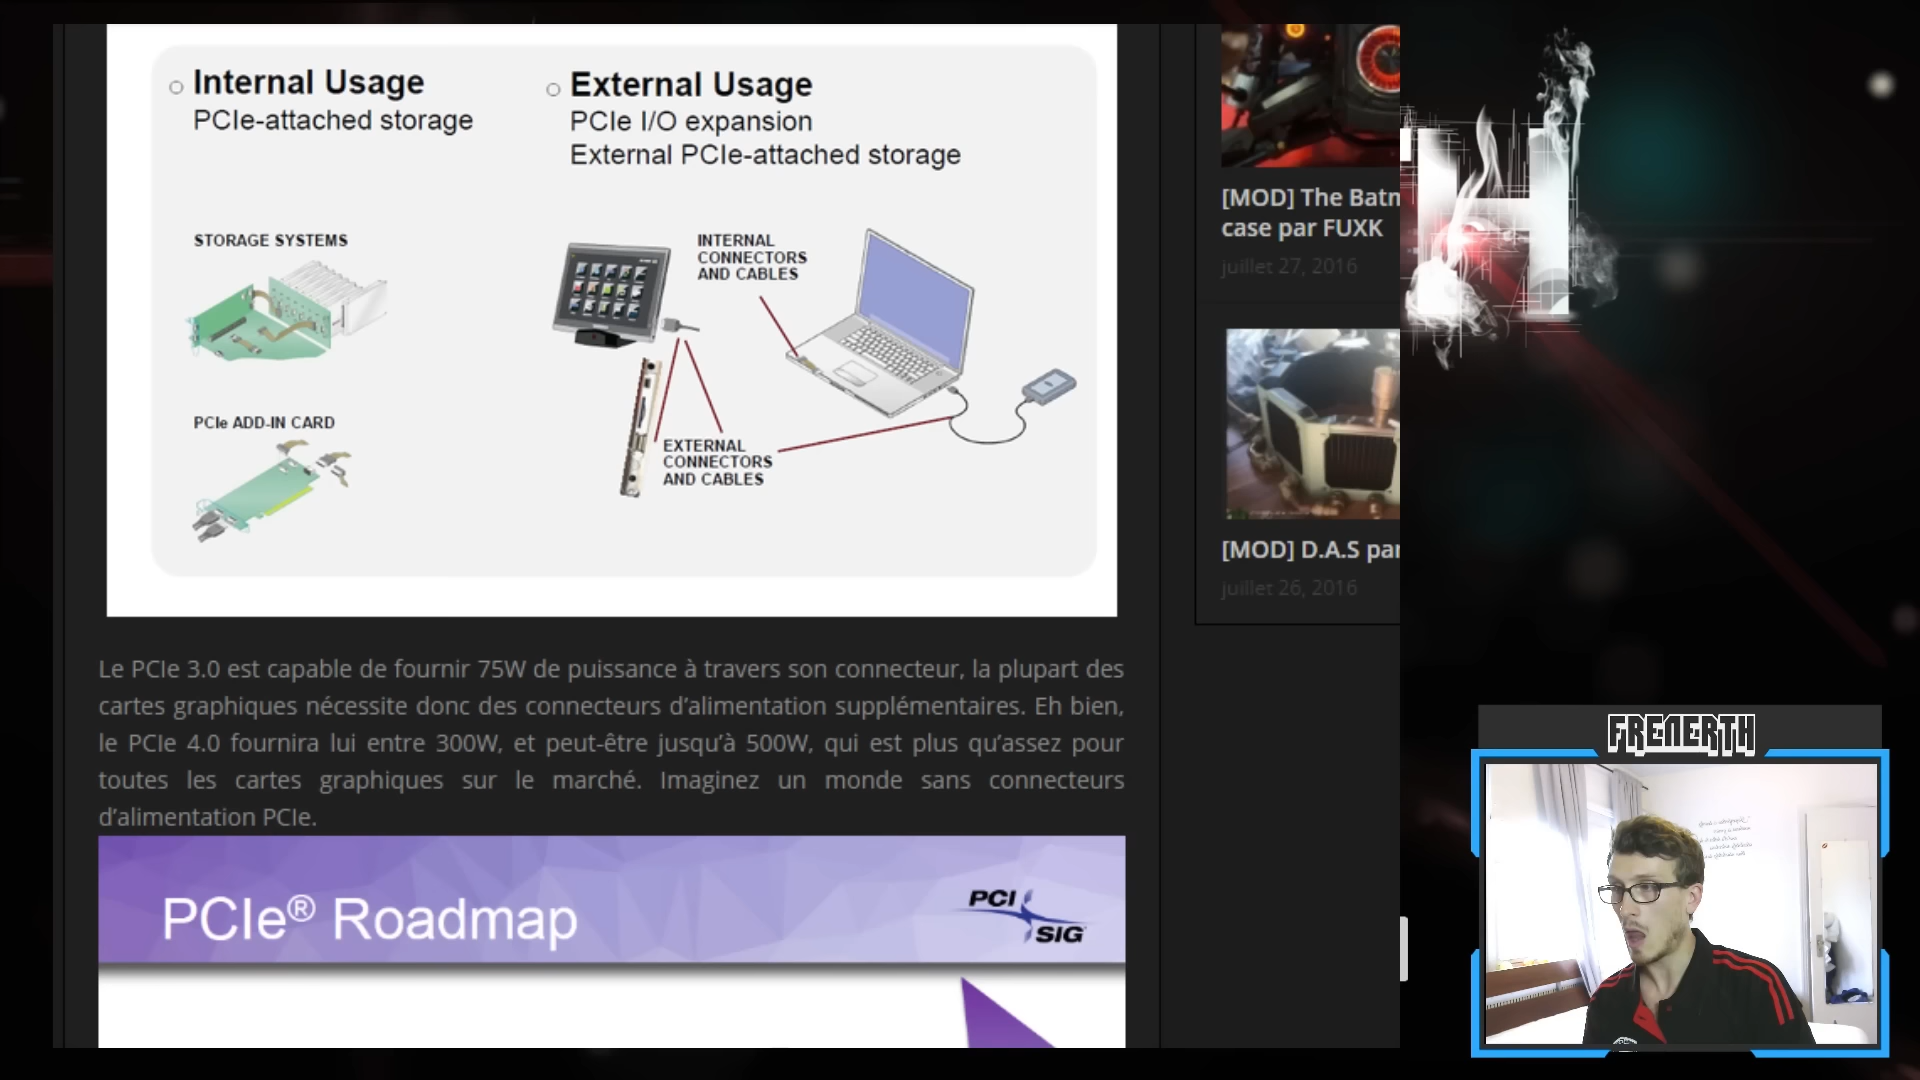 Internal Usage
PCIe-attached storage
External Usage
PCIe I/O expansion
External PCIe-attached storage
STORAGE SYSTEMS
INTERNAL
CONNECTORS
AND CABLES
PCIe ADD-IN CARD
EXTERNAL
CONNECTORS
AND CABLES
Le PCIe 3.0 est capable de fournir 75W de puissance à travers son connecteur, la plupart des
cartes graphiques nécessite donc des connecteurs d'alimentation supplémentaires. Eh bien,
le PCIe 4.0 fournira lui entre 300W, et peut-être jusqu'à 500W, qui est plus qu'assez pour
toutes les cartes graphiques sur le marché. Imaginez un monde sans connecteurs
d'alimentation PCIe.
PCIe® Roadmap
PCI
SIG
[MOD] The Batm
case par FUXK
juillet 27, 2016
[MOD] D.A.S par
juillet 26, 2016
H
FRENERTH